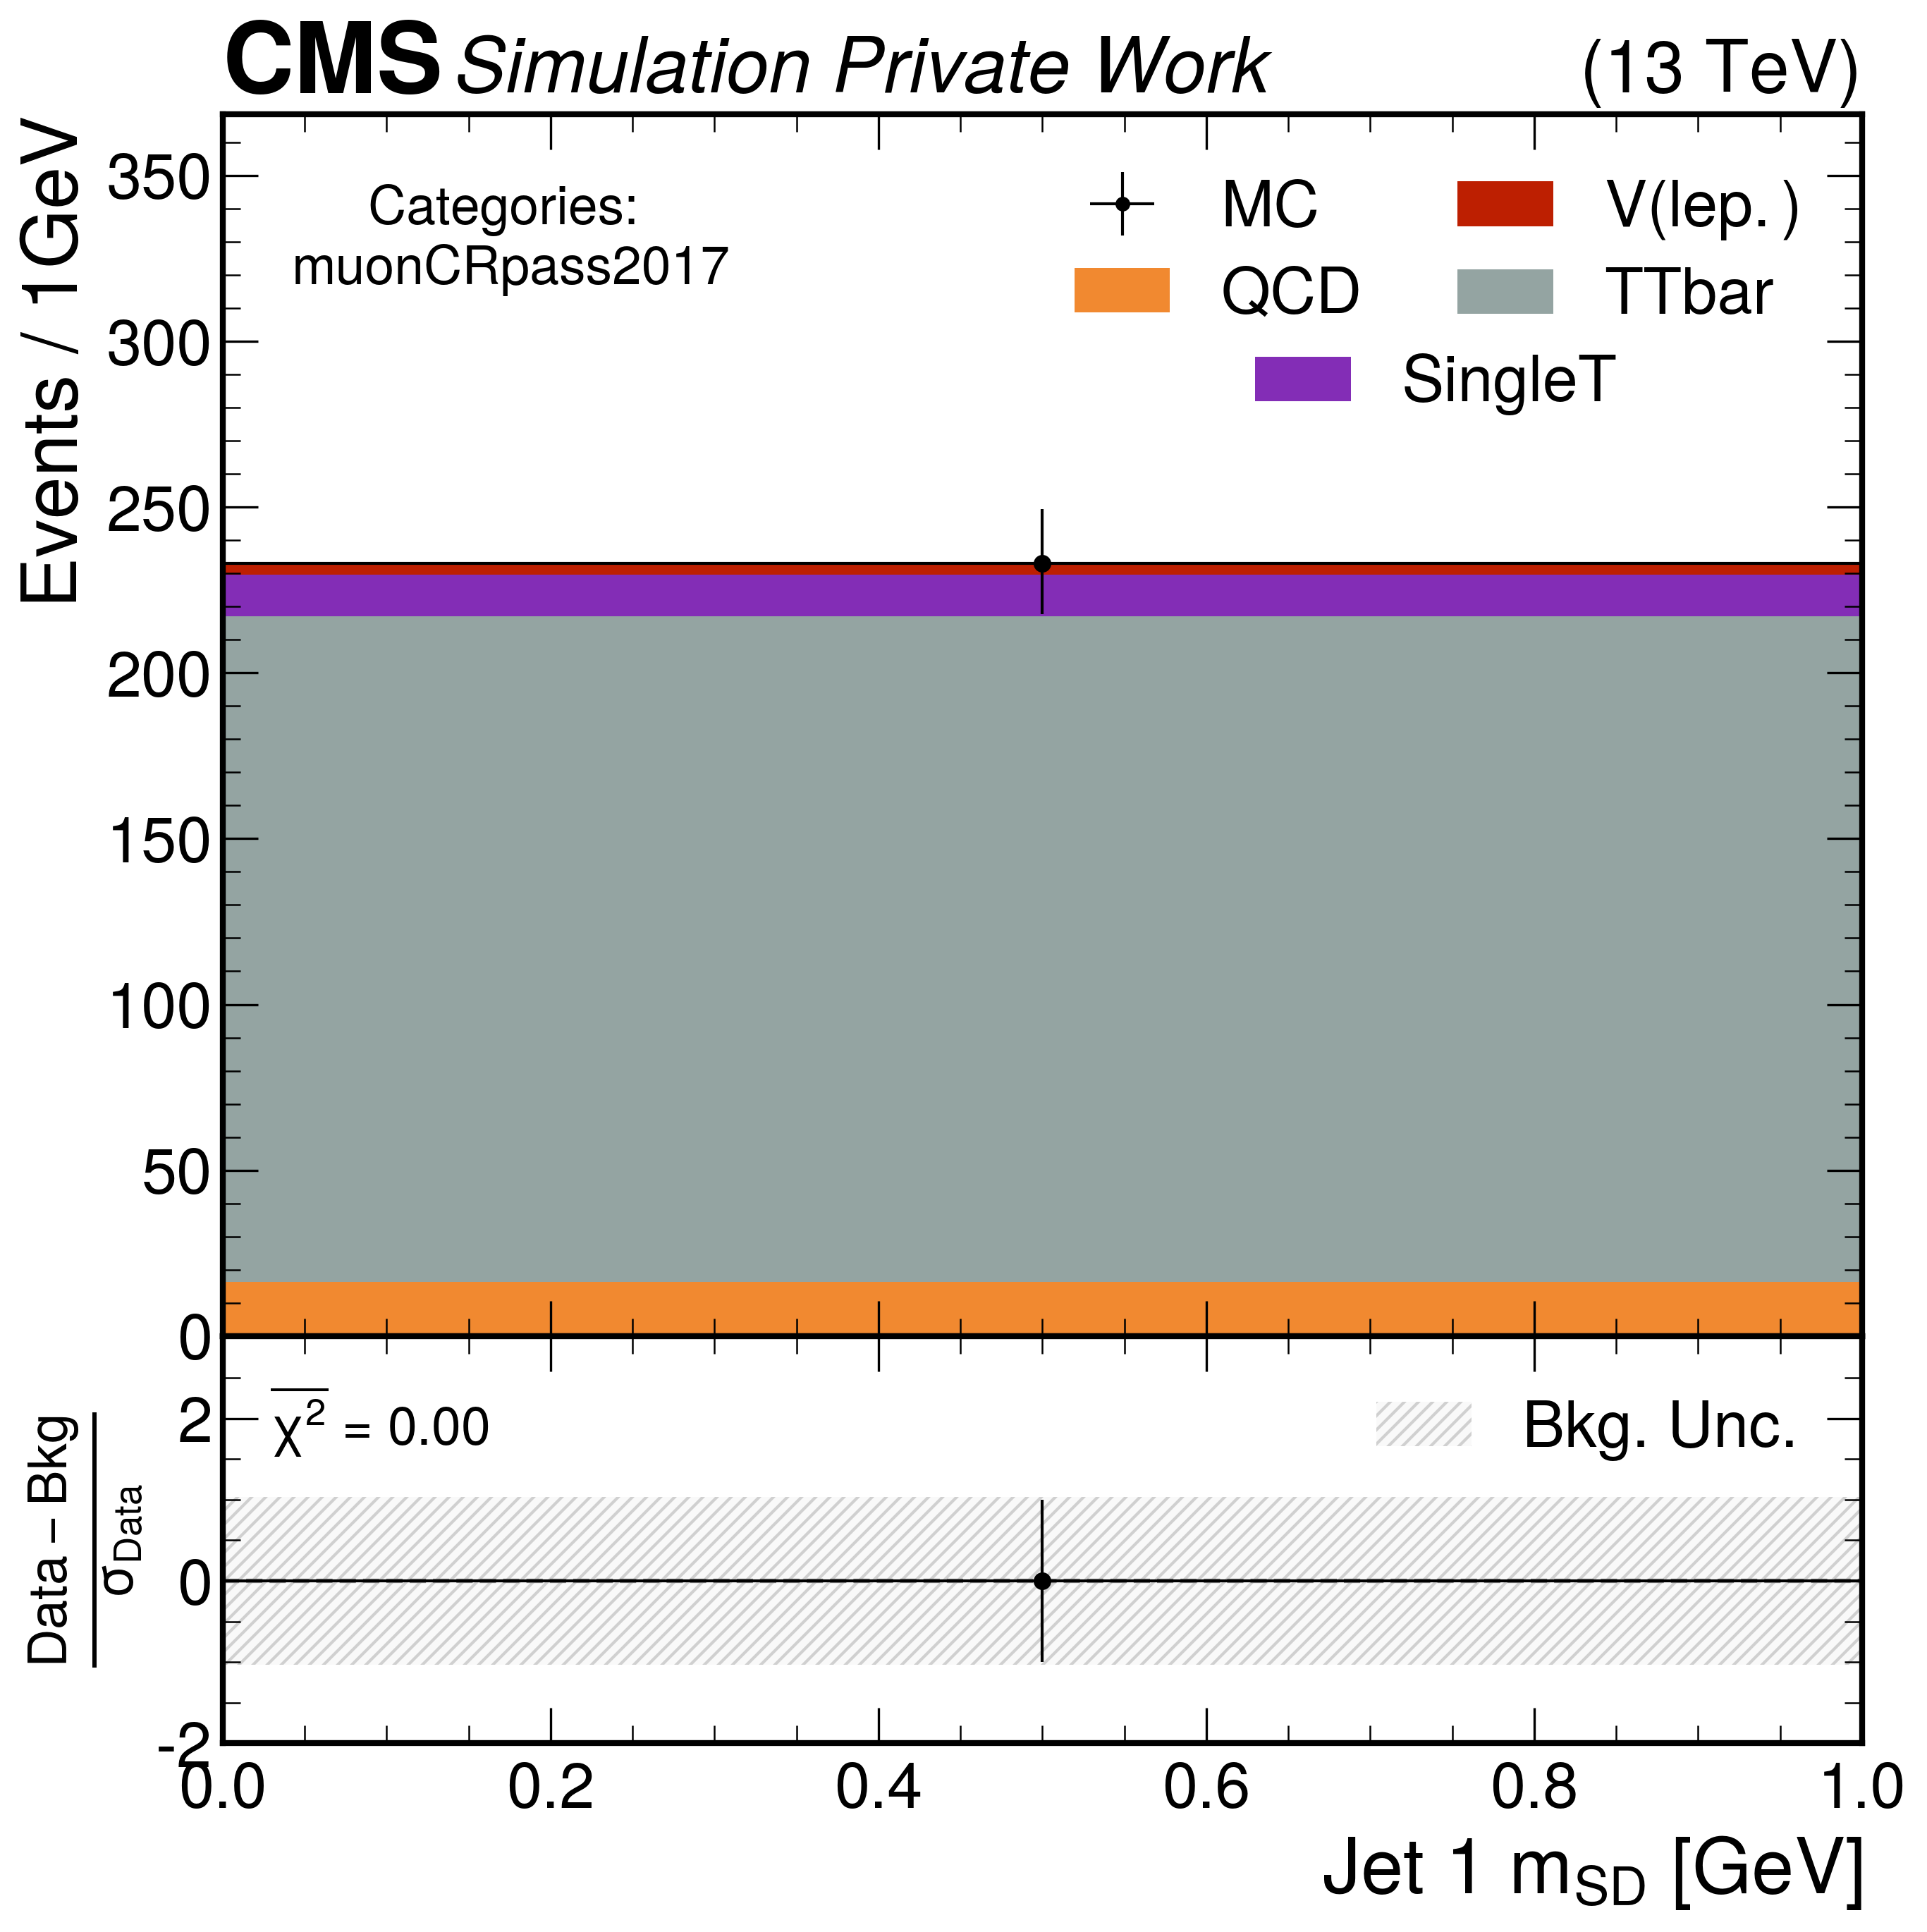 CMS Simulation Private Work (13 TeV)
Events / 1GeV
350
300
250
200
150
100
50
0
Categories:
muonCRpass2017
MC V(lep.)
QCD TTbar
SingleT
Data – Bkg
σData
2
0
-2
χ2 = 0.00
Bkg. Unc.
0.0 0.2 0.4 0.6 0.8 1.0
Jet 1 mSD [GeV]